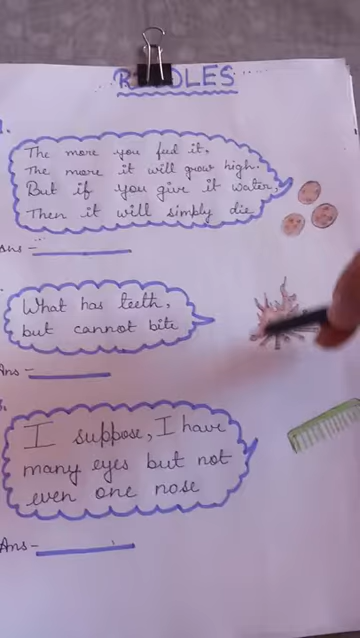 RIDDLES
1.
The more you feed it,
The more it will grow high.
But if you give it water,
Then it will simply die
Ans-
What has teeth,
but cannot bite
Ans-
I suppose, I have
many eyes but not
even one nose
Ans-